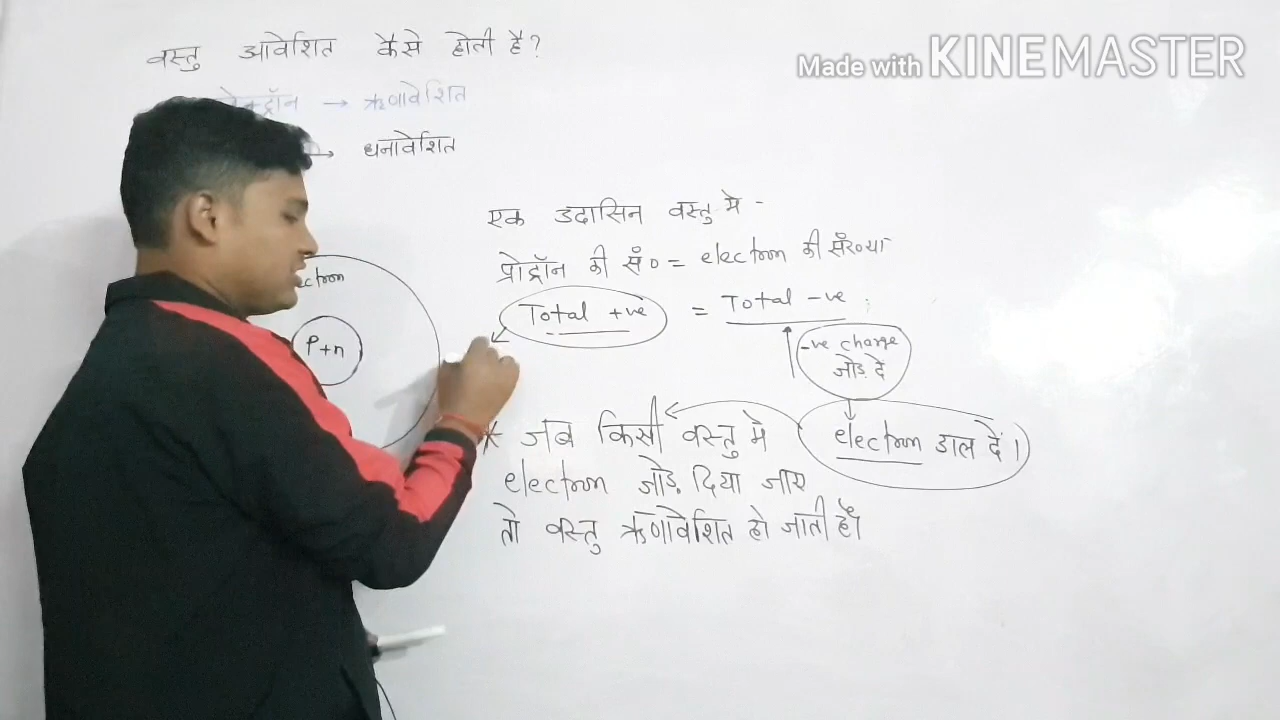 Made with KINEMASTER
वस्तु आवेशित कैसे होती है?
→ ऋणावेशित
→ धनावेशित
एक उदासिन वस्तु मे -
प्रोट्रॉन की सं० = electron की संख्या
Total +ve = Total -ve
-ve charge
जोड़ दें
P+n
* जब किसी वस्तु मे
electron डाल दें।
electron जोड़ दिया जाए
तो वस्तु ऋणावेशित हो जाती है।